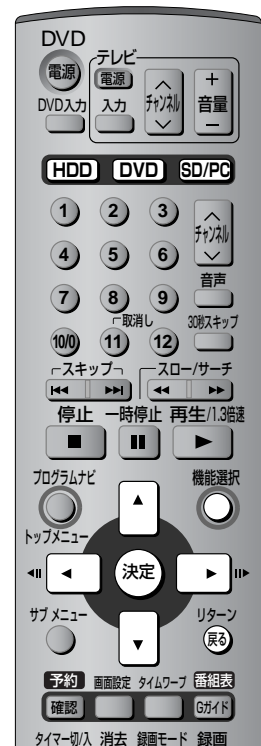 DVD
テレビ
電源
電源
チャンネル
+
音量
-
DVD入力
入力
HDD
DVD
SD/PC
1
2
3
チャンネル
4
5
6
音声
7
8
9
取消し
30秒スキップ
10/0
11
12
スキップ
スロー/サーチ
停止
一時停止
再生/1.3倍速
プログラムナビ
機能選択
トップメニュー
決定
サブ メニュー
リターン
戻る
予約
画面設定
タイムワープ
番組表
確認
Gガイド
タイマー切/入
消去
録画モード
録画